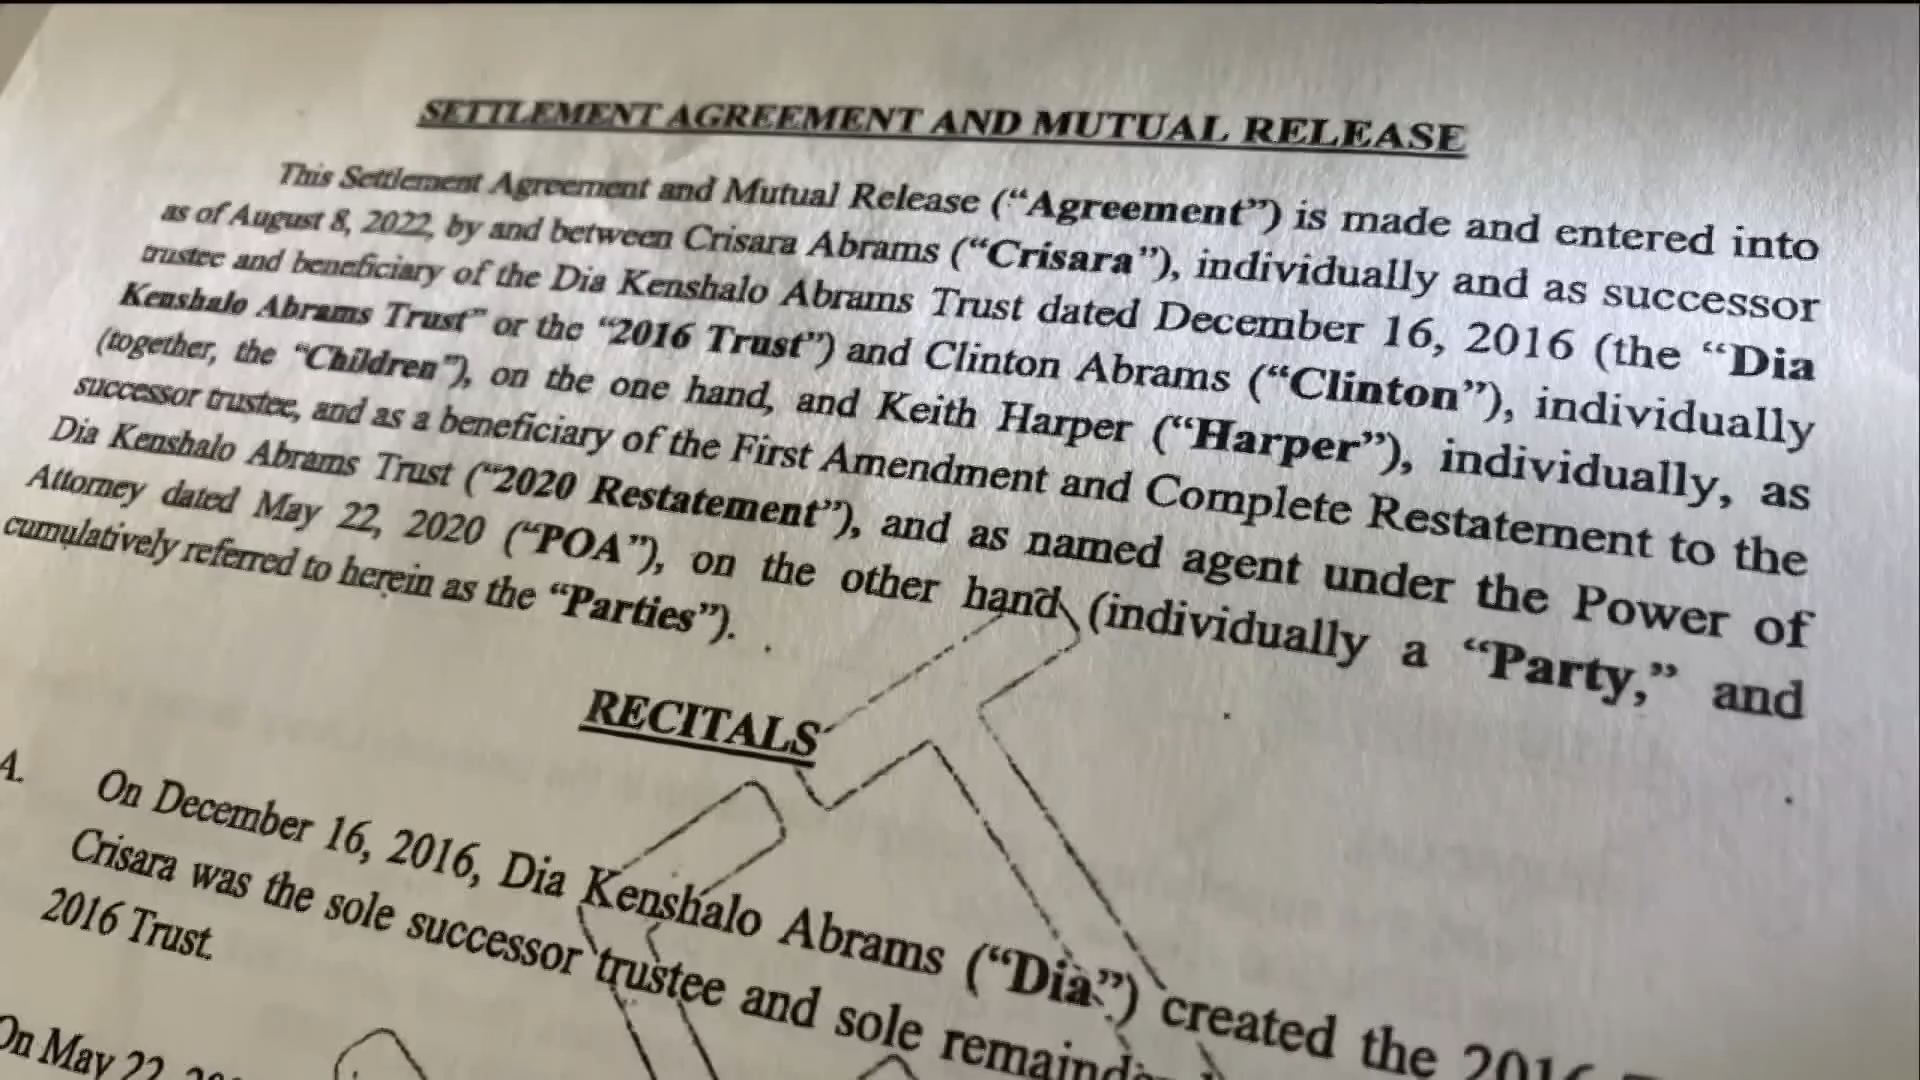 SETTLEMENT AGREEMENT AND MUTUAL RELEASE
This Settlement Agreement and Mutual Release (“Agreement”) is made and entered into
as of August 8, 2022, by and between Crisara Abrams (“Crisara”), individually and as successor
trustee and beneficiary of the Dia Kenshalo Abrams Trust dated December 16, 2016 (the “Dia
Kenshalo Abrams Trust” or the “2016 Trust”) and Clinton Abrams (“Clinton”), individually
(together, the “Children”), on the one hand, and Keith Harper (“Harper”), individually, as
successor trustee, and as a beneficiary of the First Amendment and Complete Restatement to the
Dia Kenshalo Abrams Trust (“2020 Restatement”), and as named agent under the Power of
Attorney dated May 22, 2020 (“POA”), on the other hand (individually a “Party,” and
cumulatively referred to herein as the “Parties”).
RECITALS
A. On December 16, 2016, Dia Kenshalo Abrams (“Dia”) created the 2016
Crisara was the sole successor trustee and sole
2016 Trust.
On May 22,